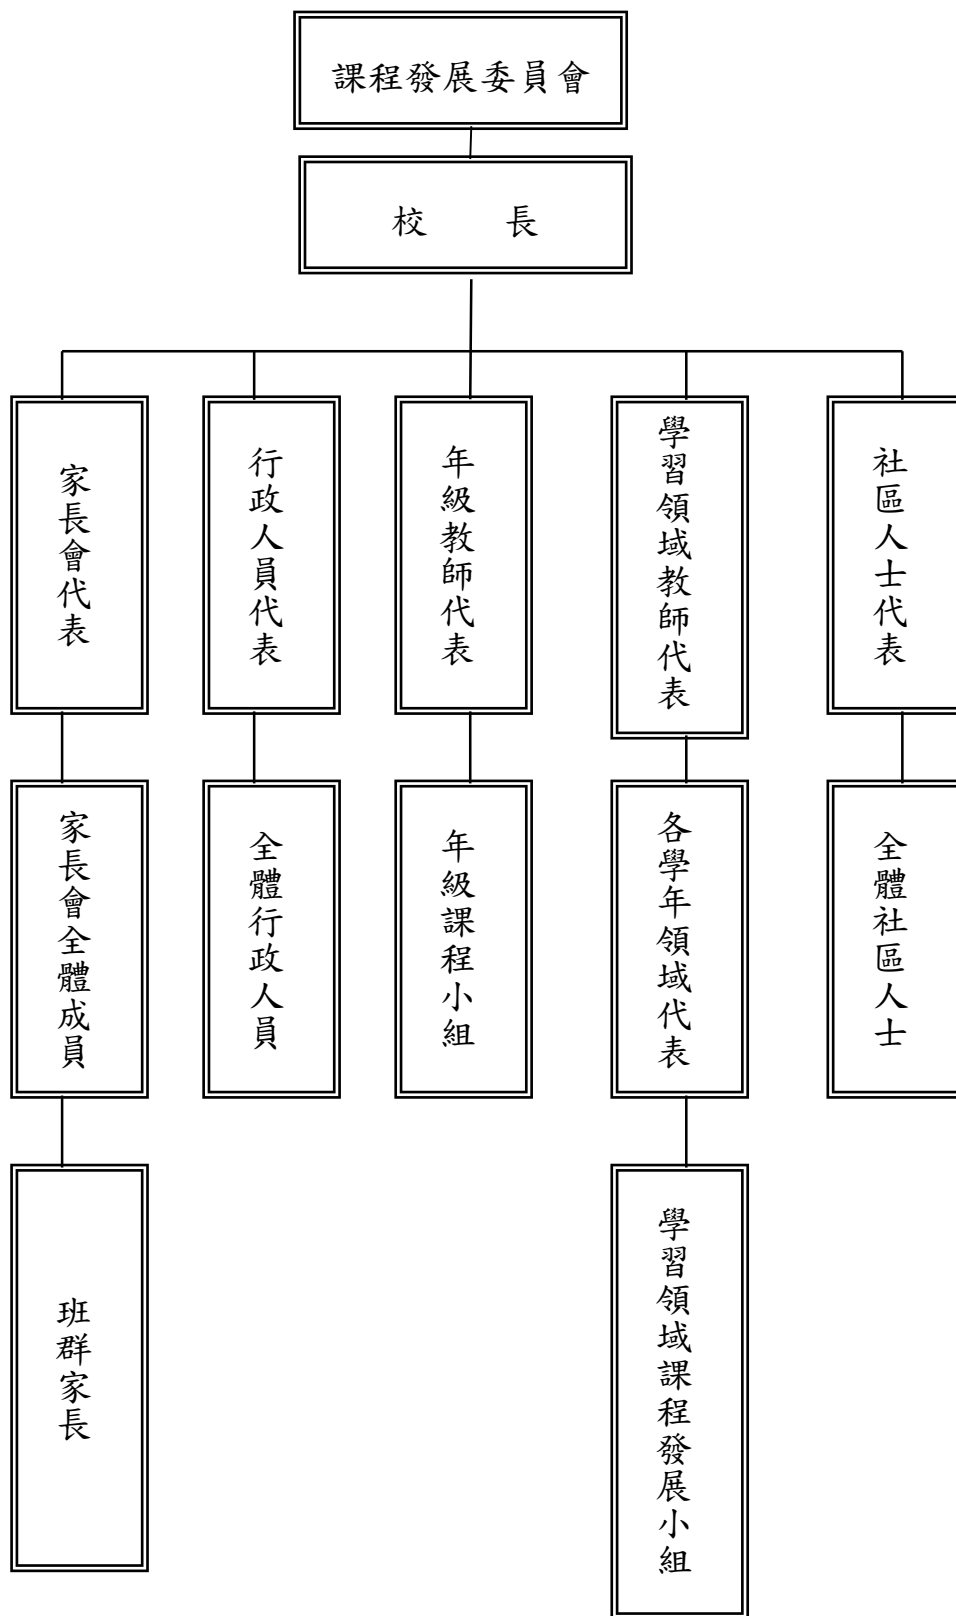 課程發展委員會
校長
家長會代表
行政人員代表
年級教師代表
學習領域教師代表
社區人士代表
家長會全體成員
全體行政人員
年級課程小組
各學年領域代表
全體社區人士
班群家長
學習領域課程發展小組